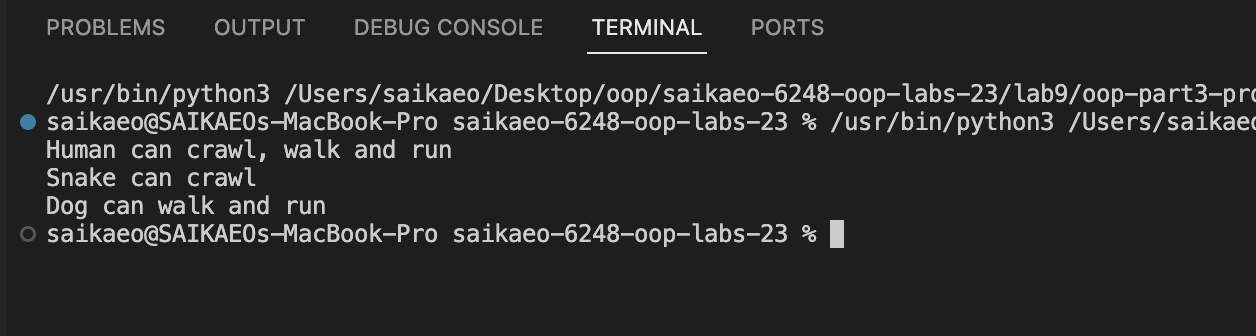 PROBLEMS OUTPUT DEBUG CONSOLE TERMINAL PORTS
/usr/bin/python3 /Users/saikaeo/Desktop/oop/saikaeo-6248-oop-labs-23/lab9/oop-part3-pro
saikaeo@SAIKAEOs-MacBook-Pro saikaeo-6248-oop-labs-23 % /usr/bin/python3 /Users/saikaeo
Human can crawl, walk and run
Snake can crawl
Dog can walk and run
saikaeo@SAIKAEOs-MacBook-Pro saikaeo-6248-oop-labs-23 %